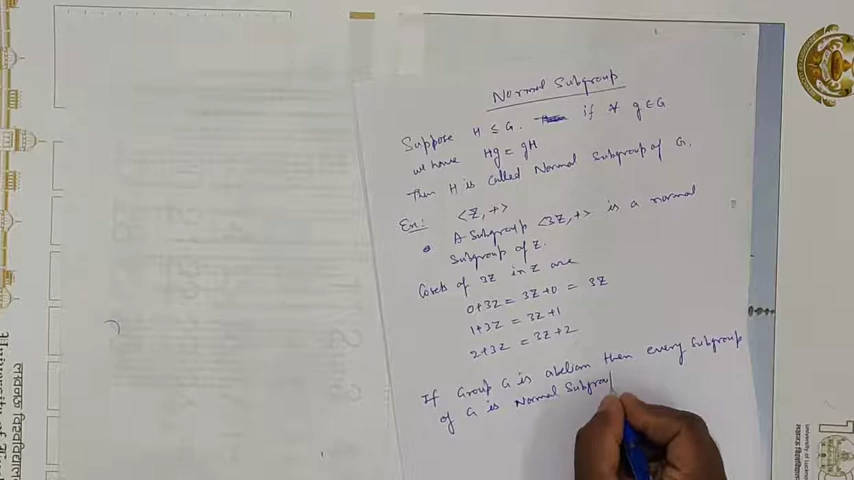 Normal Subgroup
Suppose H ≤ G. if ∀ g ∈ G
we have Hg = gH
Then H is called Normal Subgroup of G.
Ex: <Z, +>
A Subgroup <3Z, +> is a normal
Subgroup of Z.
Cosets of 3Z in Z are
0+3Z = 3Z+0 = 3Z
1+3Z = 3Z+1
2+3Z = 3Z+2
If Group G is abelian then every Subgroup
of G is Normal Subgrou